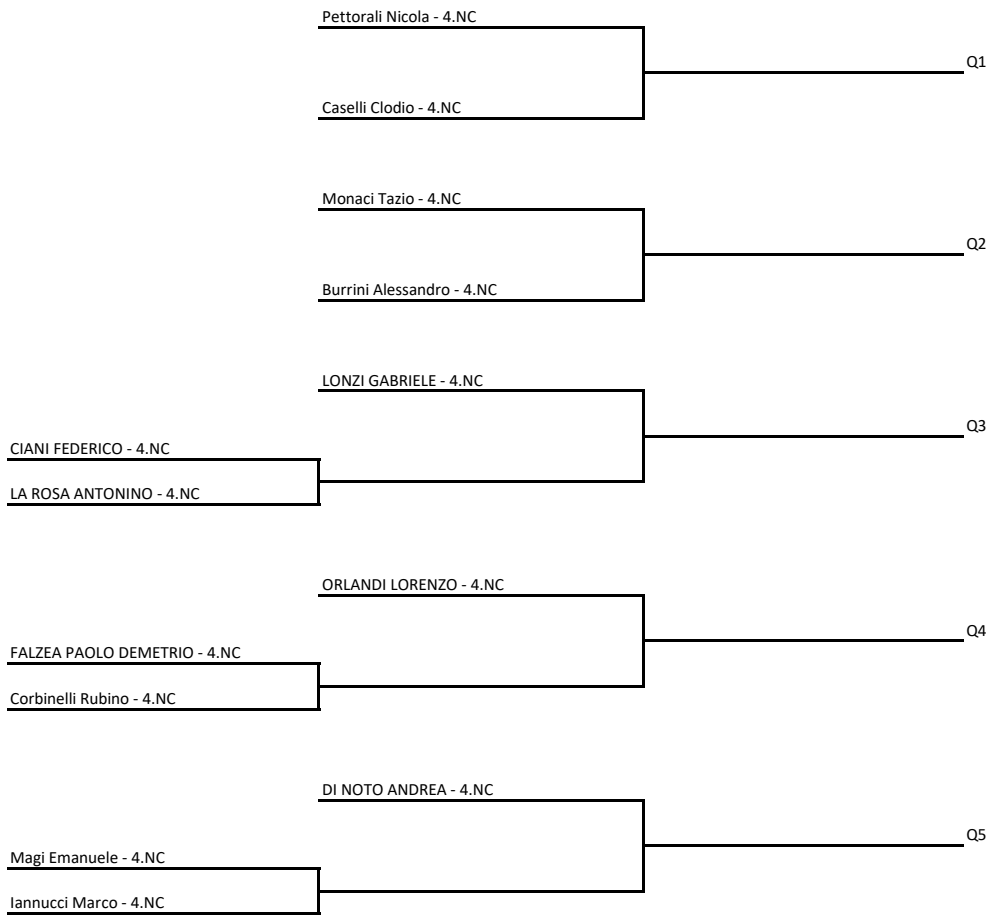 Pettorali Nicola - 4.NC
Q1
Caselli Clodio - 4.NC
Monaci Tazio - 4.NC
Q2
Burrini Alessandro - 4.NC
LONZI GABRIELE - 4.NC
Q3
CIANI FEDERICO - 4.NC
LA ROSA ANTONINO - 4.NC
ORLANDI LORENZO - 4.NC
Q4
FALZEA PAOLO DEMETRIO - 4.NC
Corbinelli Rubino - 4.NC
DI NOTO ANDREA - 4.NC
Q5
Magi Emanuele - 4.NC
Iannucci Marco - 4.NC